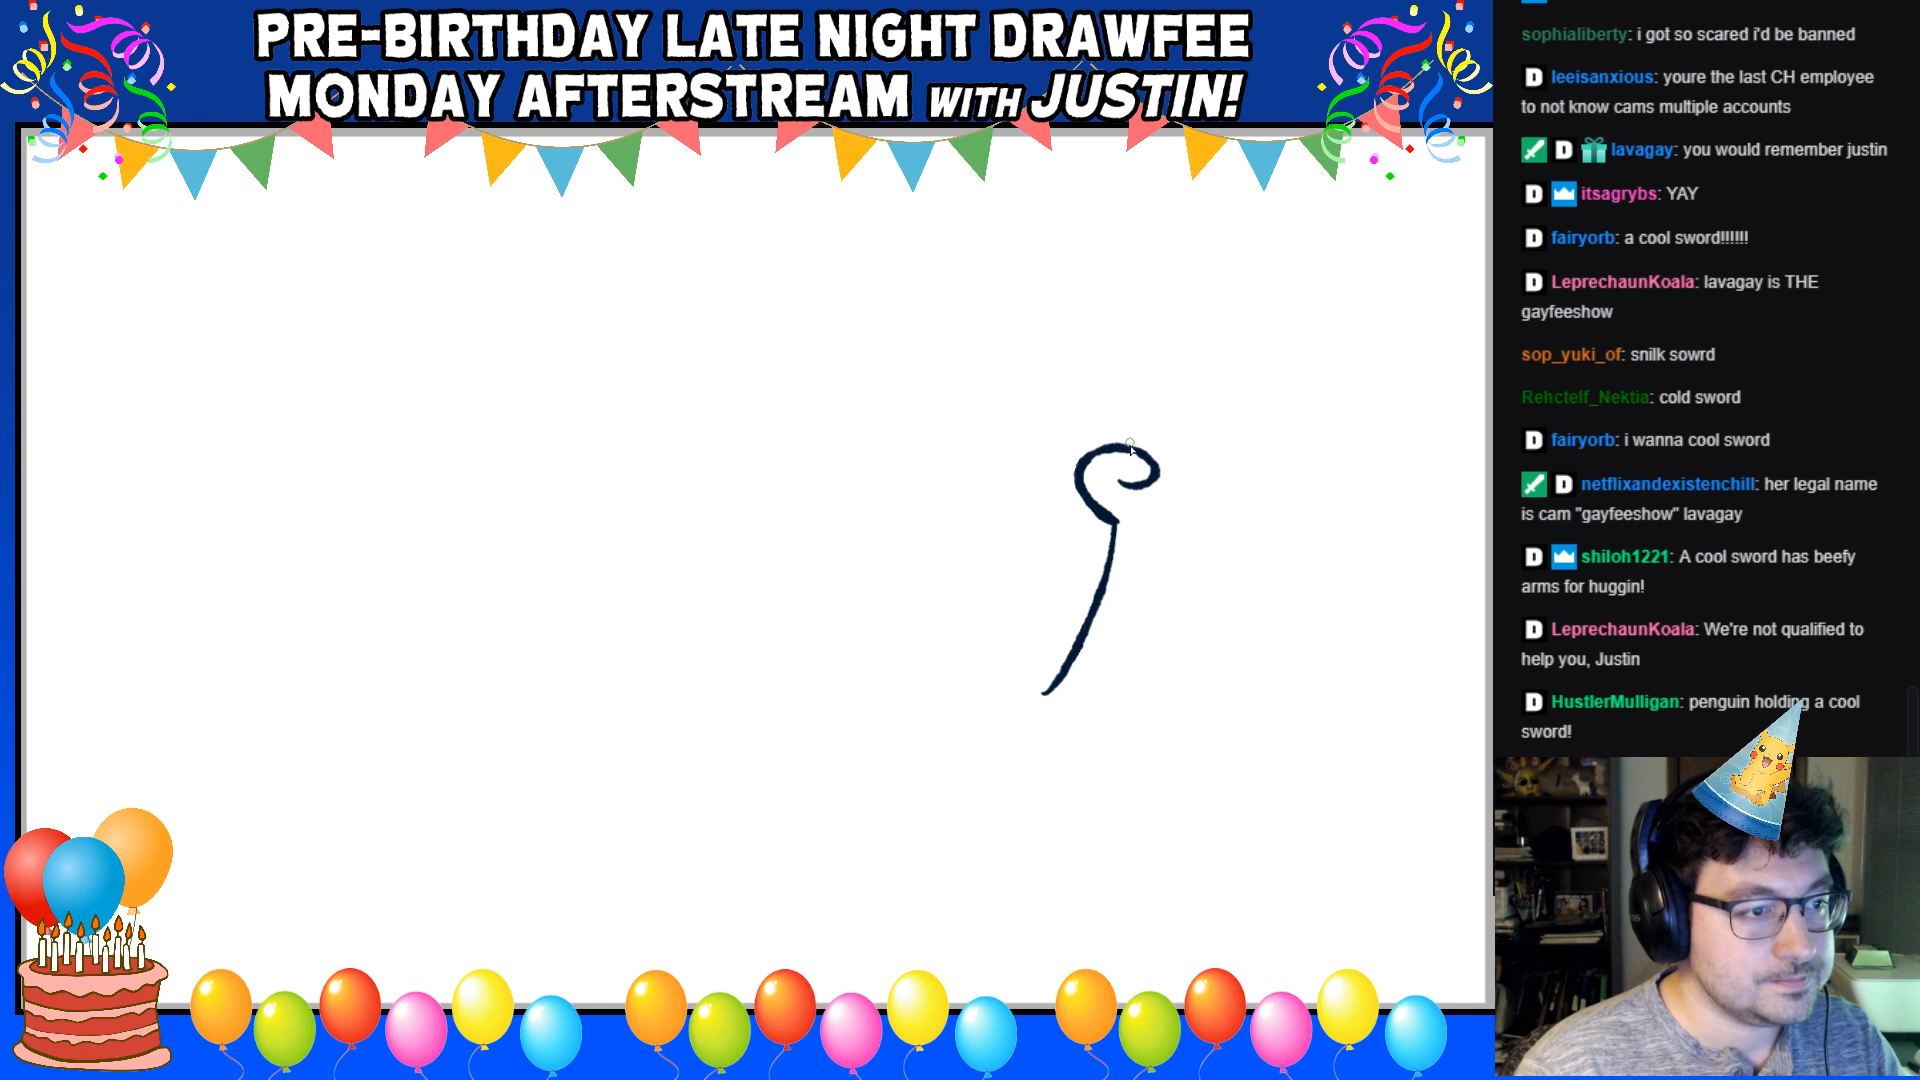 PRE-BIRTHDAY LATE NIGHT DRAWFEE
MONDAY AFTERSTREAM WITH JUSTIN!
sophialiberty: i got so scared i'd be banned
D leeisanxious: youre the last CH employee
to not know cams multiple accounts
D lavagay: you would remember justin
D itsagrybs: YAY
D fairyorb: a cool sword!!!!!!
D LeprechaunKoala: lavagay is THE
gayfeeshow
sop_yuki_of: snilk sowrd
Rehctelf_Nektia: cold sword
D fairyorb: i wanna cool sword
D netflixandexistenchill: her legal name
is cam "gayfeeshow" lavagay
D shiloh1221: A cool sword has beefy
arms for huggin!
D LeprechaunKoala: We're not qualified to
help you, Justin
D HustlerMulligan: penguin holding a cool
sword!